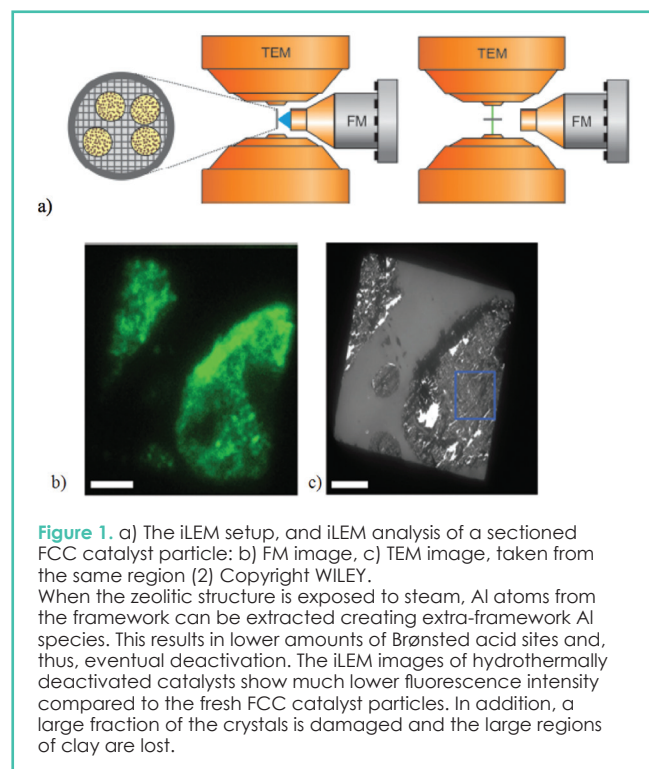 TEM
TEM
FM
FM
a)
b)
c)
Figure 1. a) The iLEM setup, and iLEM analysis of a sectioned
FCC catalyst particle: b) FM image, c) TEM image, taken from
the same region (2) Copyright WILEY.
When the zeolitic structure is exposed to steam, Al atoms from
the framework can be extracted creating extra-framework Al
species. This results in lower amounts of Brønsted acid sites and,
thus, eventual deactivation. The iLEM images of hydrothermally
deactivated catalysts show much lower fluorescence intensity
compared to the fresh FCC catalyst particles. In addition, a
large fraction of the crystals is damaged and the large regions
of clay are lost.